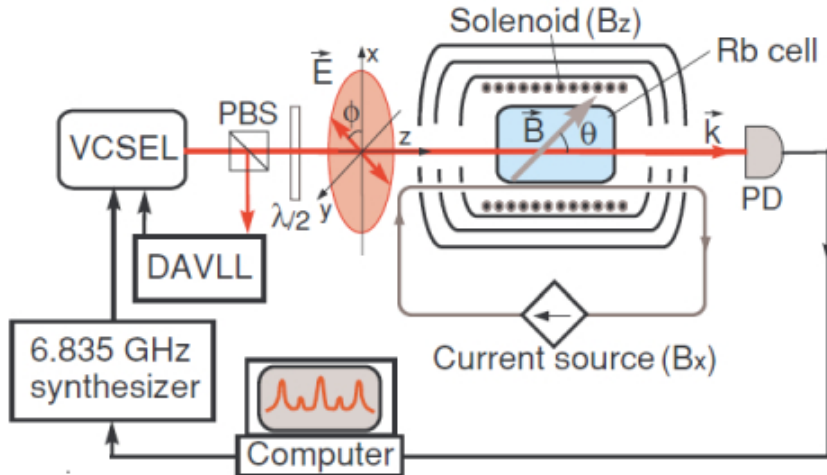 Solenoid (Bz)
Rb cell
E
x
ϕ
PBS
VCSEL
z
B
θ
k
y
λ/2
PD
DAVLL
6.835 GHz
synthesizer
Current source (Bx)
Computer